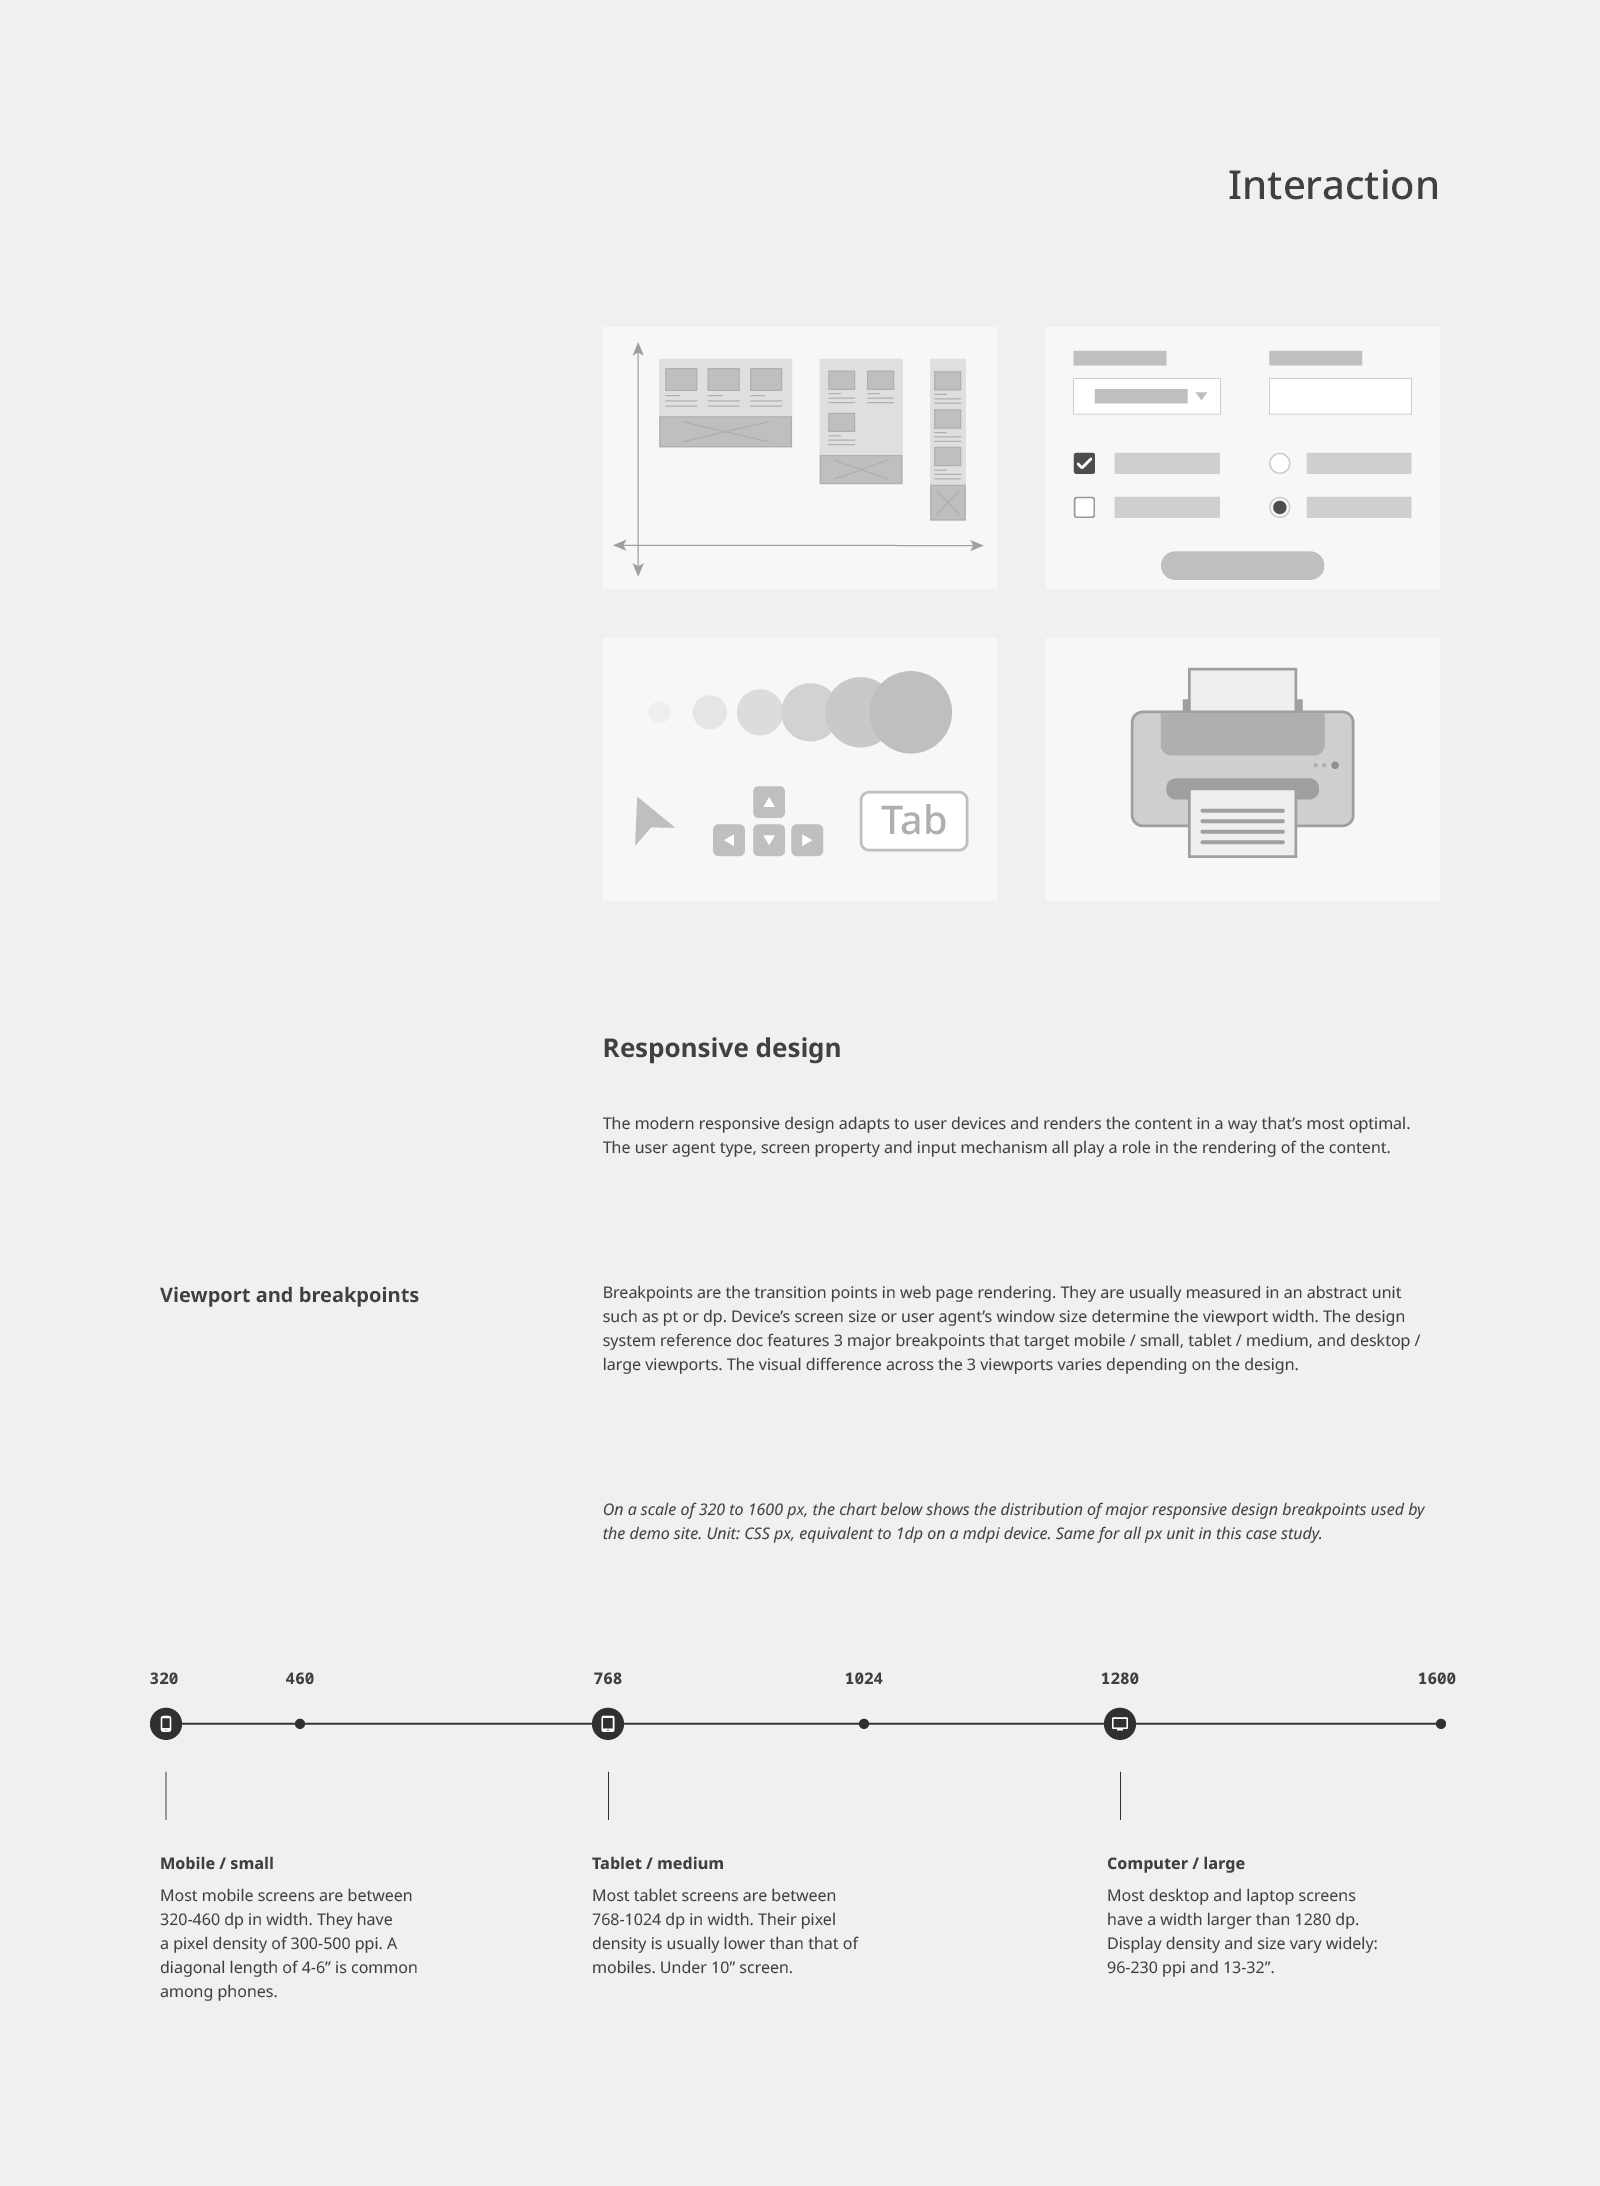 Interaction
Tab
Responsive design
The modern responsive design adapts to user devices and renders the content in a way that’s most optimal.
The user agent type, screen property and input mechanism all play a role in the rendering of the content.
Viewport and breakpoints
Breakpoints are the transition points in web page rendering. They are usually measured in an abstract unit
such as pt or dp. Device’s screen size or user agent’s window size determine the viewport width. The design
system reference doc features 3 major breakpoints that target mobile / small, tablet / medium, and desktop /
large viewports. The visual difference across the 3 viewports varies depending on the design.
On a scale of 320 to 1600 px, the chart below shows the distribution of major responsive design breakpoints used by
the demo site. Unit: CSS px, equivalent to 1dp on a mdpi device. Same for all px unit in this case study.
320 460 768 1024 1280 1600
Mobile / small
Most mobile screens are between
320-460 dp in width. They have
a pixel density of 300-500 ppi. A
diagonal length of 4-6” is common
among phones.
Tablet / medium
Most tablet screens are between
768-1024 dp in width. Their pixel
density is usually lower than that of
mobiles. Under 10” screen.
Computer / large
Most desktop and laptop screens
have a width larger than 1280 dp.
Display density and size vary widely:
96-230 ppi and 13-32”.